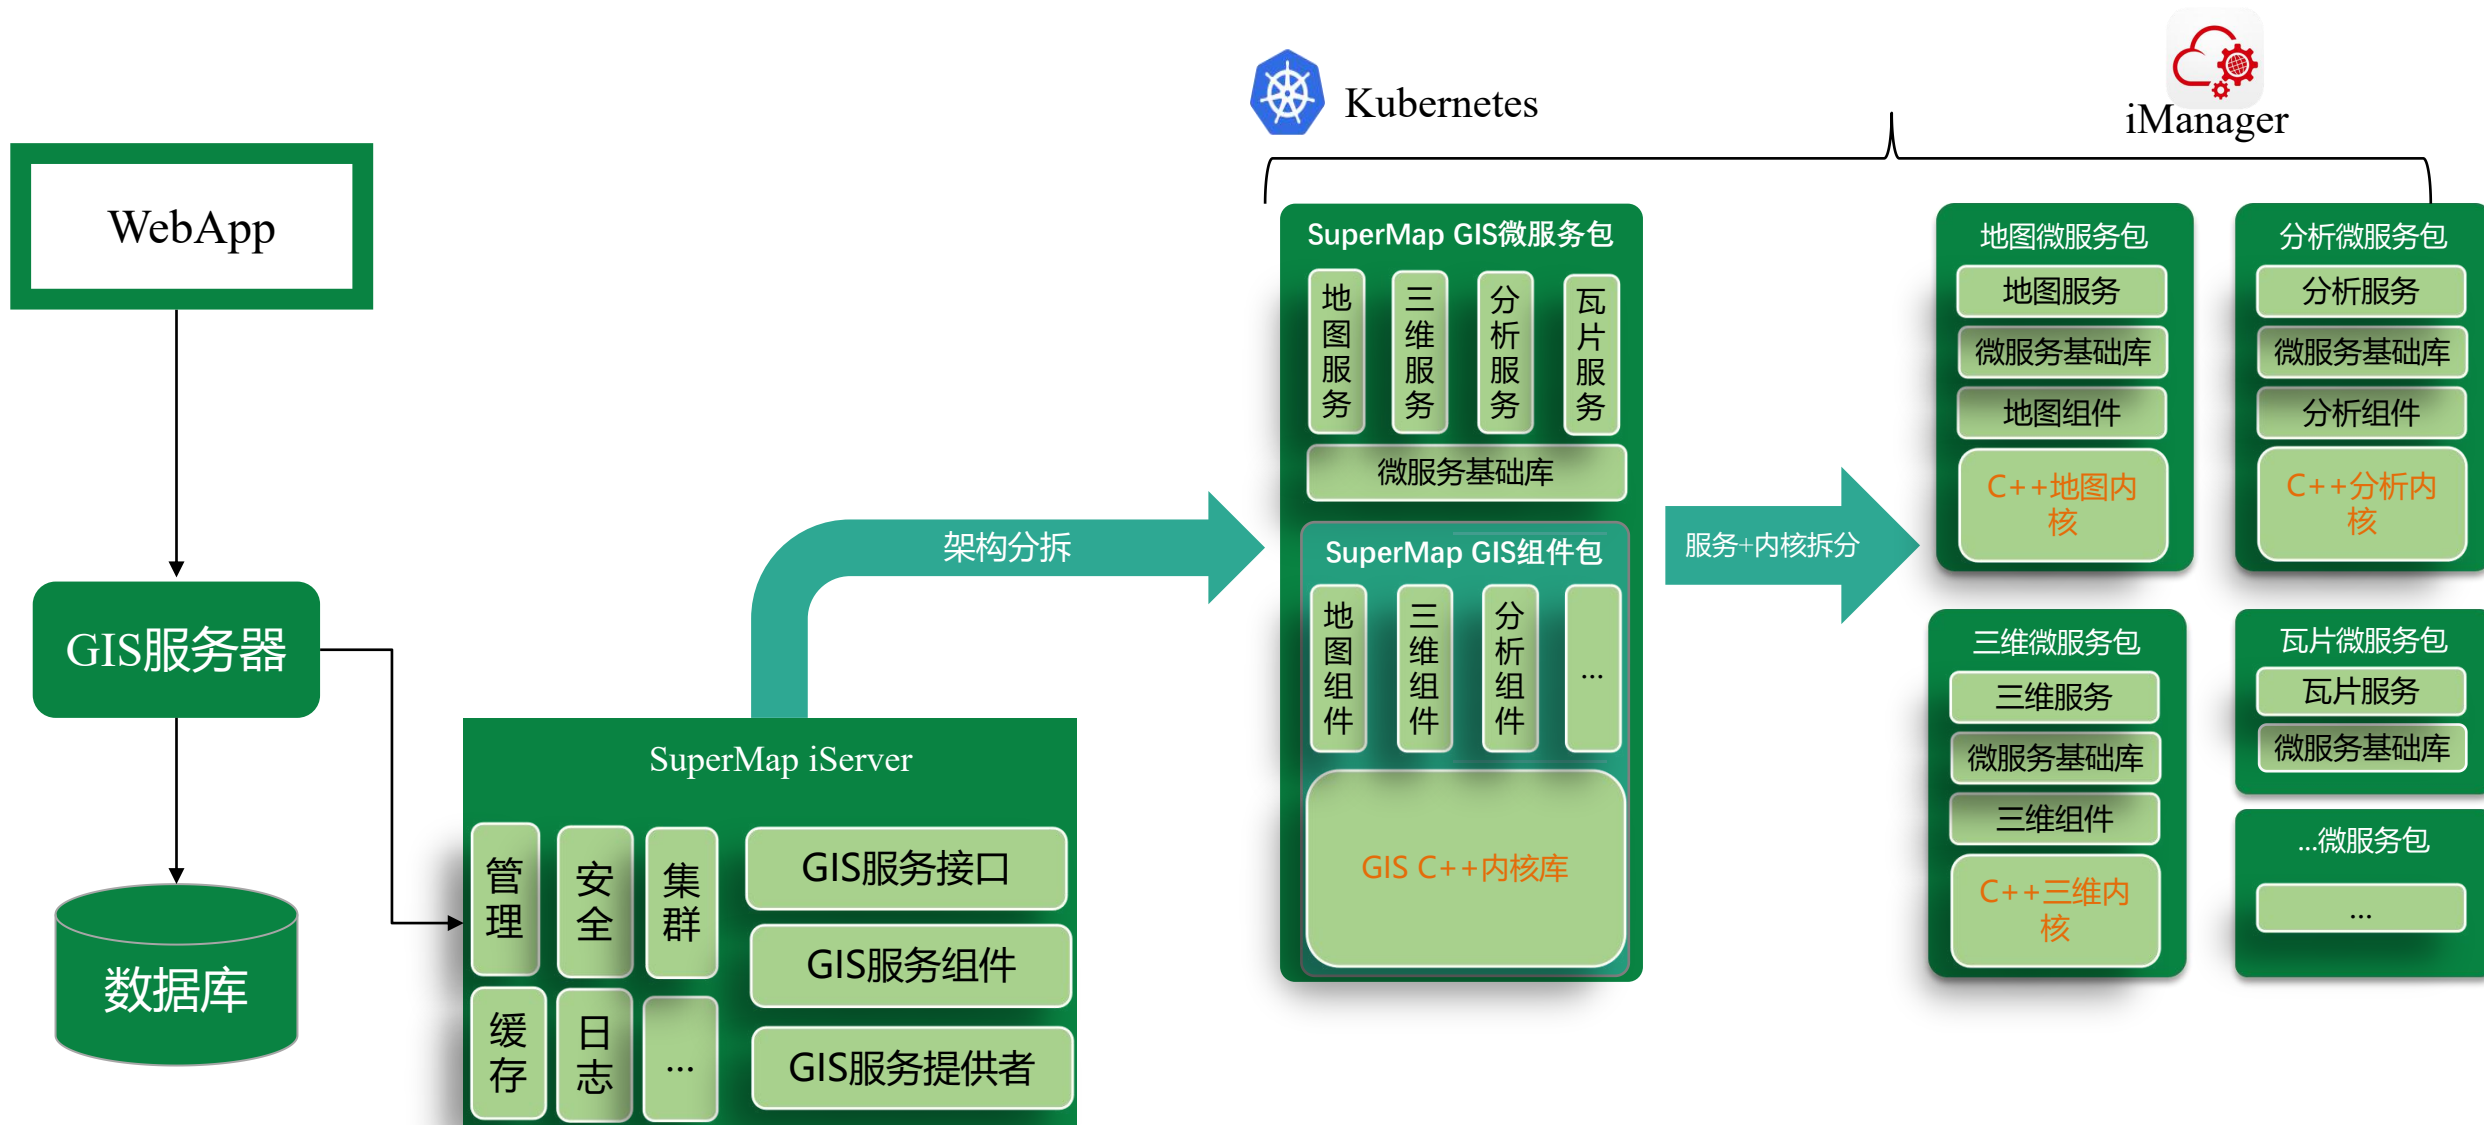 Kubernetes
iManager
WebApp
GIS服务器
数据库
SuperMap iServer
管理
安全
集群
缓存
日志
...
GIS服务接口
GIS服务组件
GIS服务提供者
架构分拆
SuperMap GIS微服务包
地图服务
三维服务
分析服务
瓦片服务
微服务基础库
SuperMap GIS组件包
地图组件
三维组件
分析组件
...
GIS C++内核库
服务+内核拆分
地图微服务包
地图服务
微服务基础库
地图组件
C++地图内
核
分析微服务包
分析服务
微服务基础库
分析组件
C++分析内
核
三维微服务包
三维服务
微服务基础库
三维组件
C++三维内
核
瓦片微服务包
瓦片服务
微服务基础库
...微服务包
...